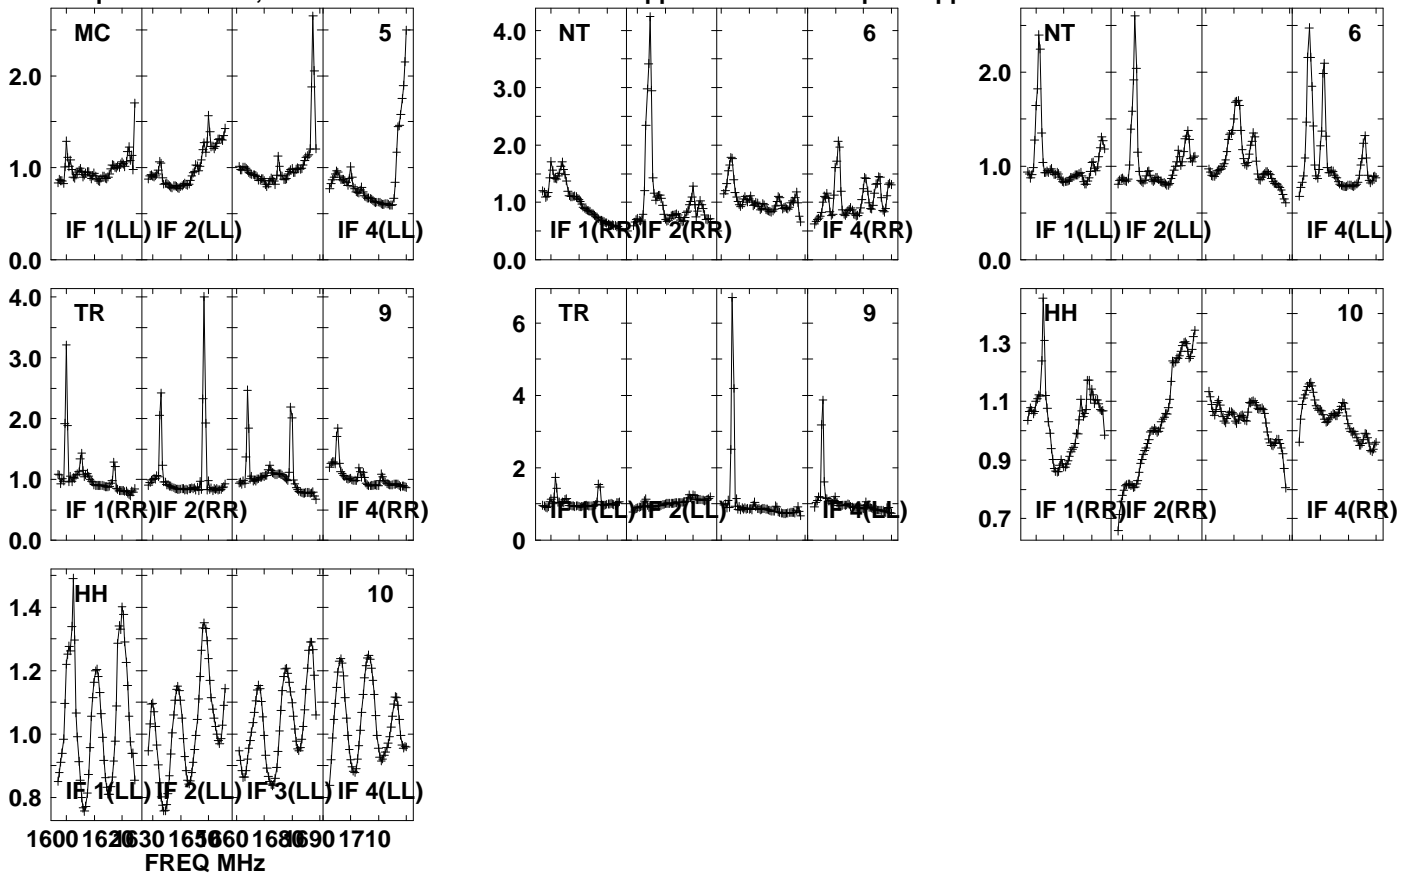 MC 5
2.0
1.0
0.0
IF 1(LL) IF 2(LL) IF 4(LL)
NT 6
4.0
3.0
2.0
1.0
0.0
IF 1(RR) IF 2(RR) IF 4(RR)
NT 6
2.0
1.0
0.0
IF 1(LL) IF 2(LL) IF 4(LL)
TR 9
4.0
3.0
2.0
1.0
0.0
IF 1(RR) IF 2(RR) IF 4(RR)
TR 9
6
4
2
0
IF 1(LL) IF 2(LL) IF 4(LL)
HH 10
1.3
1.1
0.9
0.7
IF 1(RR) IF 2(RR) IF 4(RR)
HH 10
1.4
1.2
1.0
0.8
IF 1(LL) IF 2(LL) IF 3(LL) IF 4(LL)
1600 1620 1630 1650 1660 1680 1690 1710
FREQ MHz